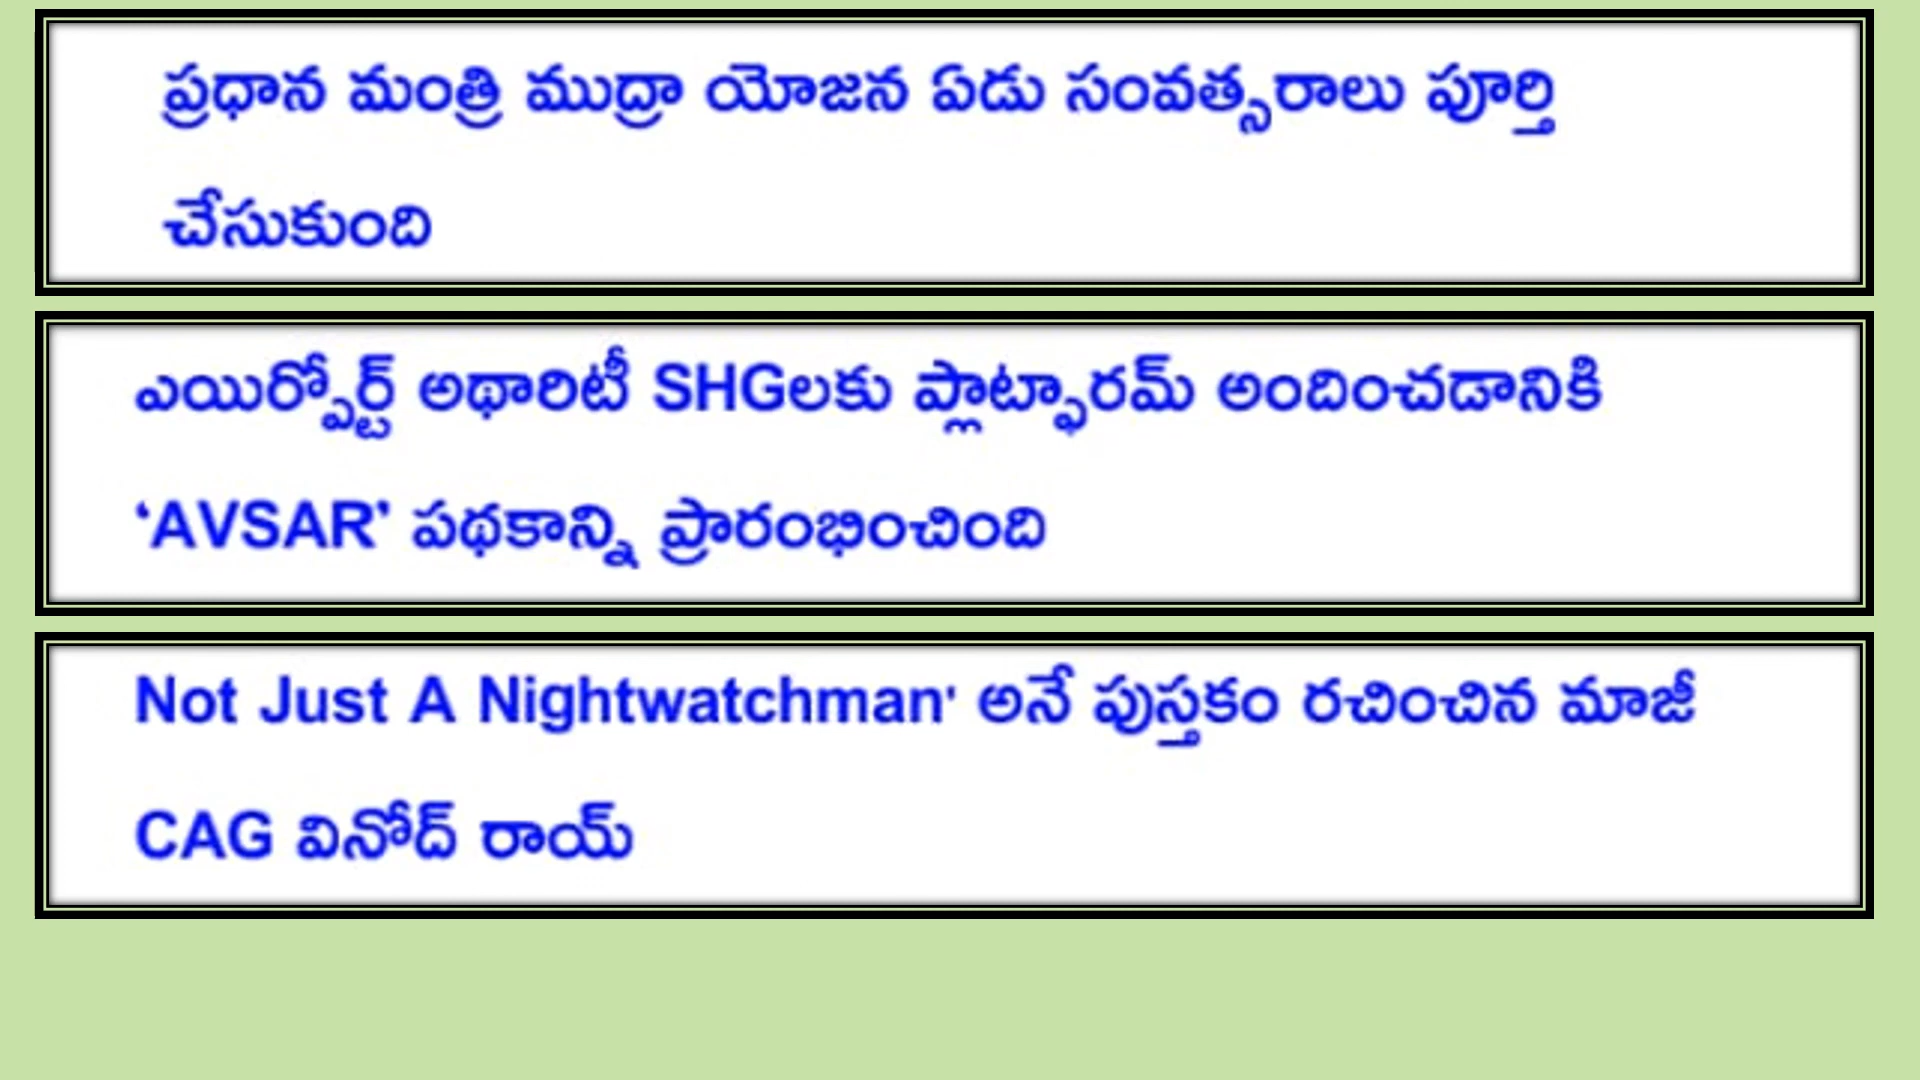 ప్రధాన మంత్రి ముద్రా యోజన ఏడు సంవత్సరాలు పూర్తి
చేసుకుంది
ఎయిర్పోర్ట్ అథారిటీ SHGలకు ప్లాట్ఫారమ్ అందించడానికి
‘AVSAR’ పథకాన్ని ప్రారంభించింది
Not Just A Nightwatchman' అనే పుస్తకం రచించిన మాజీ
CAG వినోద్ రాయ్